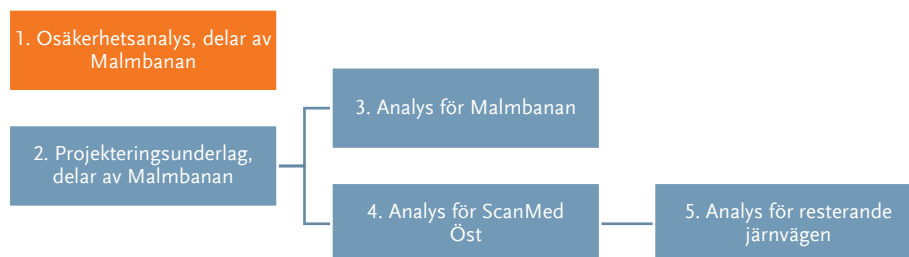 1. Osäkerhetsanalys, delar av
Malmbanan
2. Projekteringsunderlag,
delar av Malmbanan
3. Analys för Malmbanan
4. Analys för ScanMed
Öst
5. Analys för resterande
järnvägen